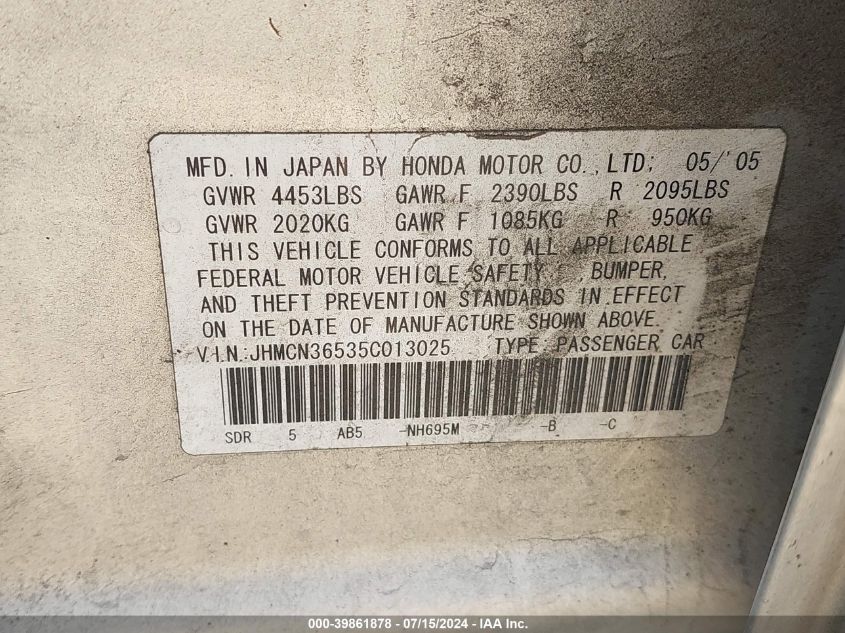 MFD. IN JAPAN BY HONDA MOTOR CO.,LTD; 05/'05
GVWR 4453LBS GAWR F 2390LBS R 2095LBS
GVWR 2020KG GAWR F 1085KG R 950KG
THIS VEHICLE CONFORMS TO ALL APPLICABLE
FEDERAL MOTOR VEHICLE SAFETY, BUMPER,
AND THEFT PREVENTION STANDARDS IN EFFECT
ON THE DATE OF MANUFACTURE SHOWN ABOVE.
V.I.N.:JHMCN36535C013025 TYPE PASSENGER CAR
SDR 5 AB5 -NH695M -B -C
000-39861878 - 07/15/2024 - IAA Inc.